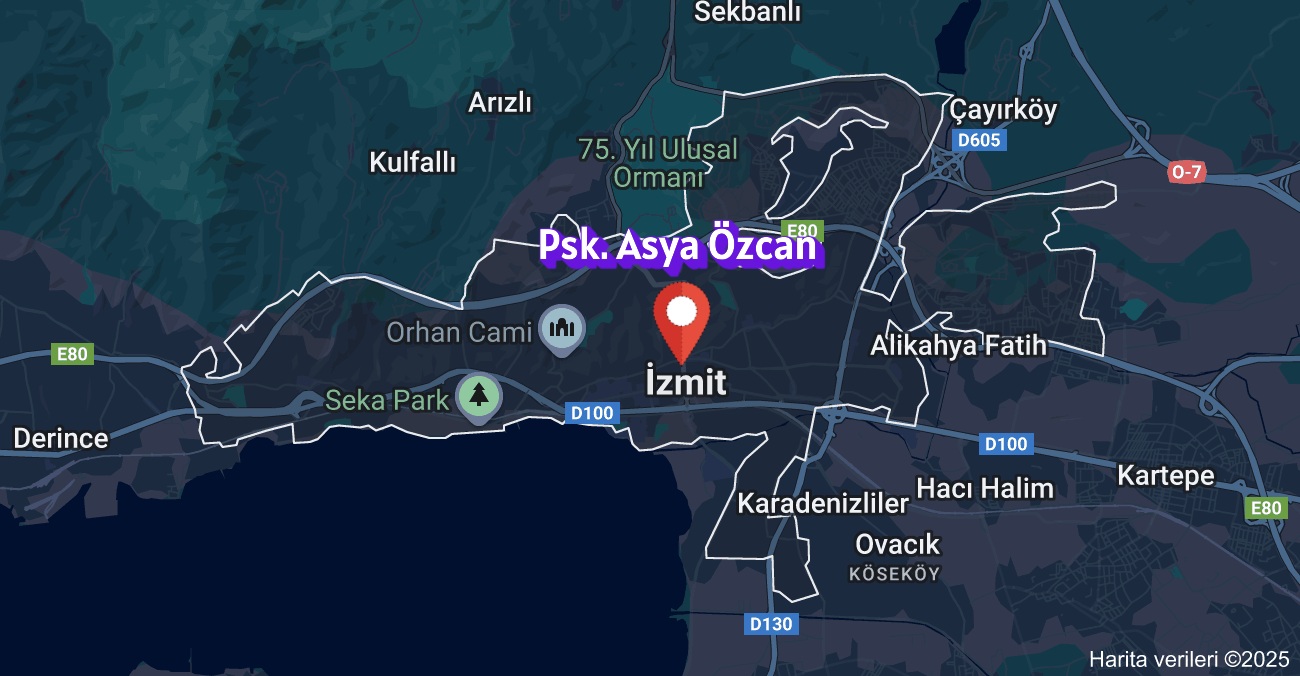 Sekbanlı
Arızlı
Çayırköy
D605
75. Yıl Ulusal
Ormanı
Kulfallı
O-7
E80
Psk. Asya Özcan
Orhan Cami
Alikahya Fatih
E80
İzmit
Seka Park
D100
Derince
D100
Kartepe
Hacı Halim
Karadenizliler
E80
Ovacık
KÖSEKÖY
D130
Harita verileri ©2025